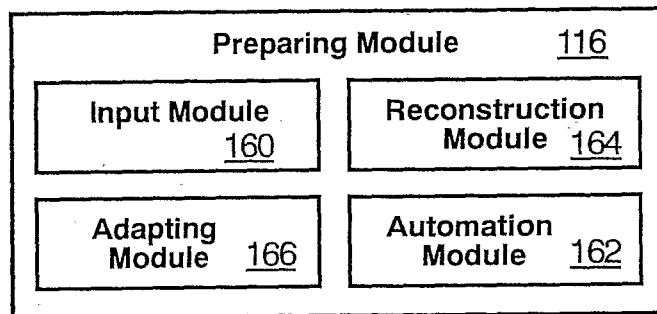 Preparing Module 116
Input Module
160
Reconstruction
Module 164
Adapting
Module 166
Automation
Module 162